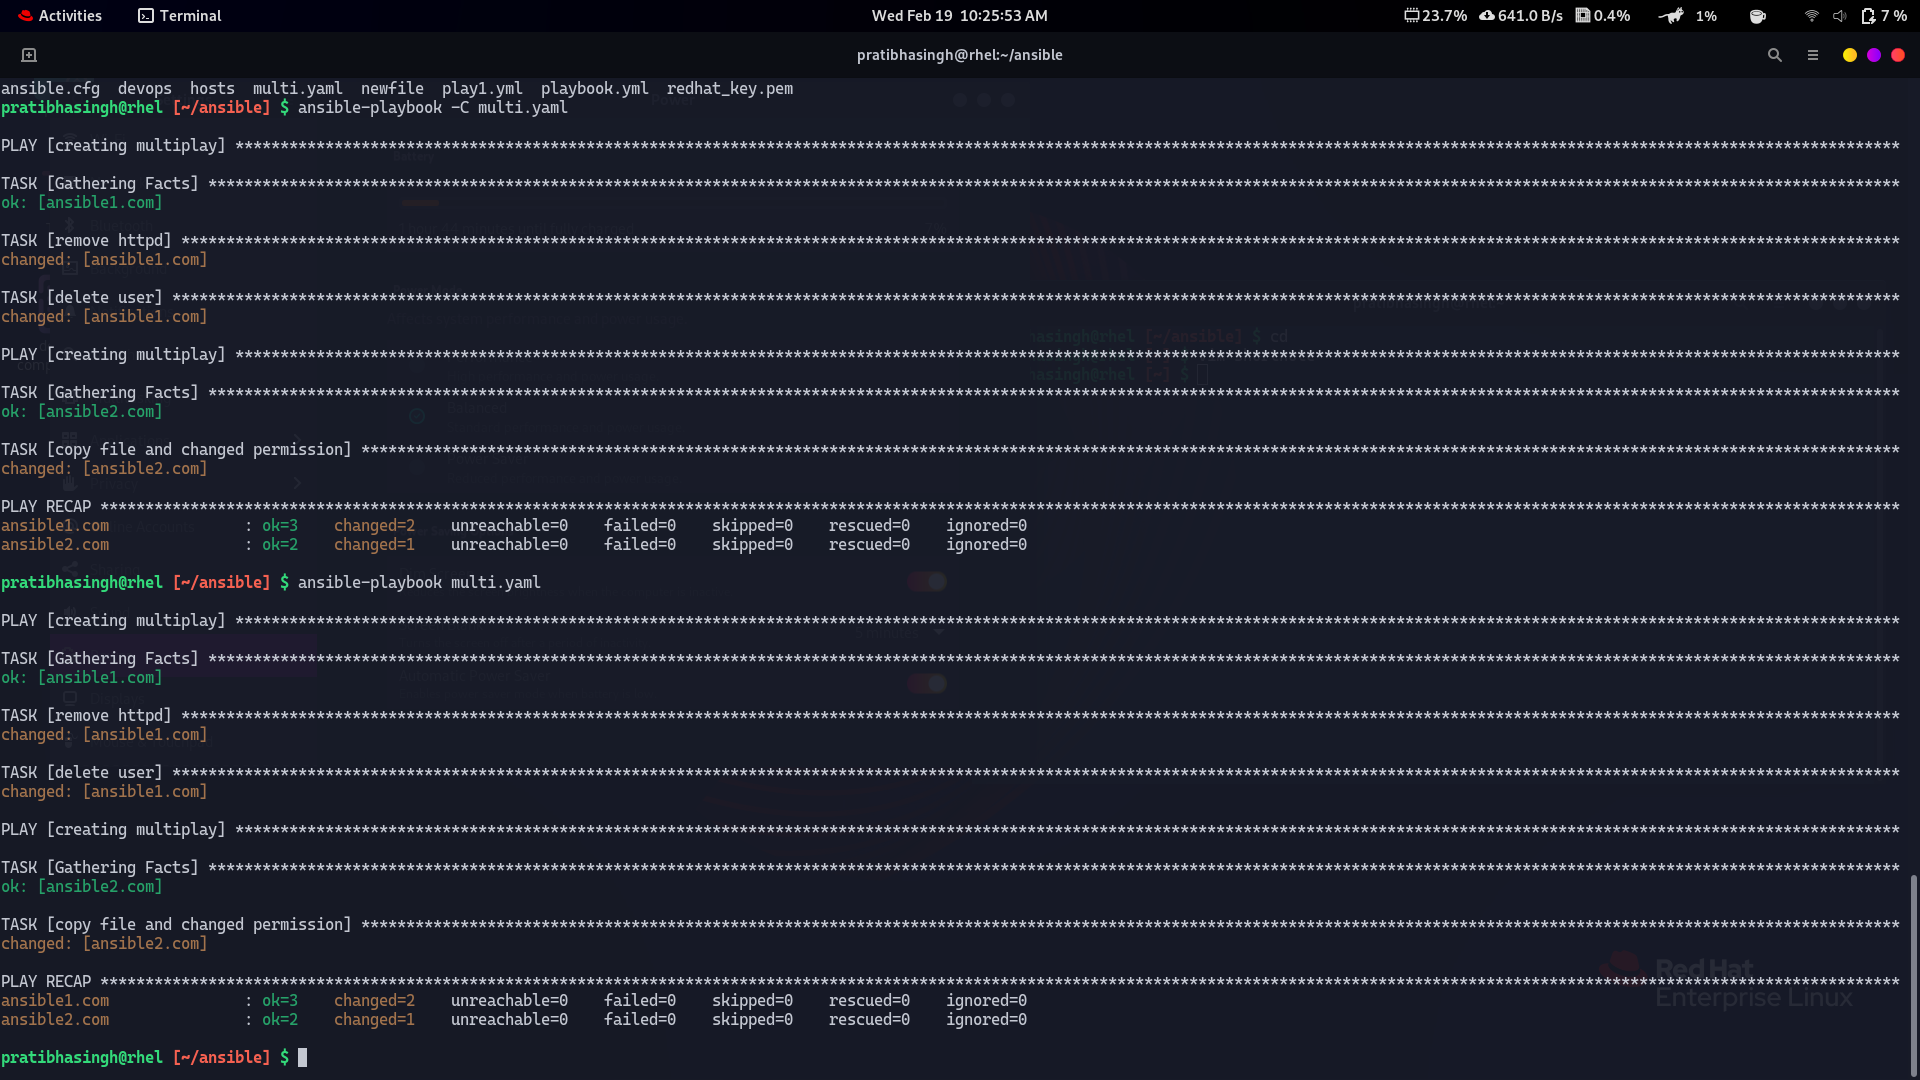 Activities Terminal Wed Feb 19 10:25:53 AM 23.7% 641.0 B/s 0.4% 1% 7 %
pratibhasingh@rhel:~/ansible
ansible.cfg devops hosts multi.yaml newfile play1.yml playbook.yml redhat_key.pem
pratibhasingh@rhel [~/ansible] $ ansible-playbook -C multi.yaml
PLAY [creating multiplay] ****************************************************************************************************************************************************************************************
TASK [Gathering Facts] *******************************************************************************************************************************************************************************************
ok: [ansible1.com]
TASK [remove httpd] **********************************************************************************************************************************************************************************************
changed: [ansible1.com]
TASK [delete user] ***********************************************************************************************************************************************************************************************
changed: [ansible1.com]
PLAY [creating multiplay] ****************************************************************************************************************************************************************************************
TASK [Gathering Facts] *******************************************************************************************************************************************************************************************
ok: [ansible2.com]
TASK [copy file and changed permission] **************************************************************************************************************************************************************************
changed: [ansible2.com]
PLAY RECAP *******************************************************************************************************************************************************************************************************
ansible1.com : ok=3 changed=2 unreachable=0 failed=0 skipped=0 rescued=0 ignored=0
ansible2.com : ok=2 changed=1 unreachable=0 failed=0 skipped=0 rescued=0 ignored=0
pratibhasingh@rhel [~/ansible] $ ansible-playbook multi.yaml
PLAY [creating multiplay] ****************************************************************************************************************************************************************************************
TASK [Gathering Facts] *******************************************************************************************************************************************************************************************
ok: [ansible1.com]
TASK [remove httpd] **********************************************************************************************************************************************************************************************
changed: [ansible1.com]
TASK [delete user] ***********************************************************************************************************************************************************************************************
changed: [ansible1.com]
PLAY [creating multiplay] ****************************************************************************************************************************************************************************************
TASK [Gathering Facts] *******************************************************************************************************************************************************************************************
ok: [ansible2.com]
TASK [copy file and changed permission] **************************************************************************************************************************************************************************
changed: [ansible2.com]
PLAY RECAP *******************************************************************************************************************************************************************************************************
ansible1.com : ok=3 changed=2 unreachable=0 failed=0 skipped=0 rescued=0 ignored=0
ansible2.com : ok=2 changed=1 unreachable=0 failed=0 skipped=0 rescued=0 ignored=0
pratibhasingh@rhel [~/ansible] $
Red Hat
Enterprise Linux